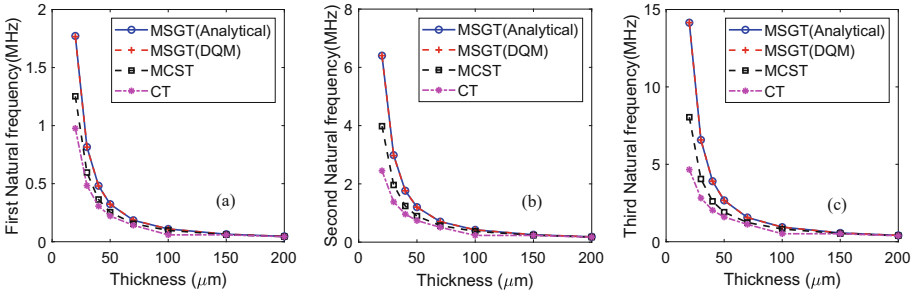 First Natural frequency(MHz)
2
1.5
1
0.5
0
0 50 100 150 200
Thickness (μm)
MSGT(Analytical)
MSGT(DQM)
MCST
CT
(a)
Second Natural frequency(MHz)
8
6
4
2
0
0 50 100 150 200
Thickness (μm)
MSGT(Analytical)
MSGT(DQM)
MCST
CT
(b)
Third Natural frequency(MHz)
15
10
5
0
0 50 100 150 200
Thickness (μm)
MSGT(Analytical)
MSGT(DQM)
MCST
CT
(c)